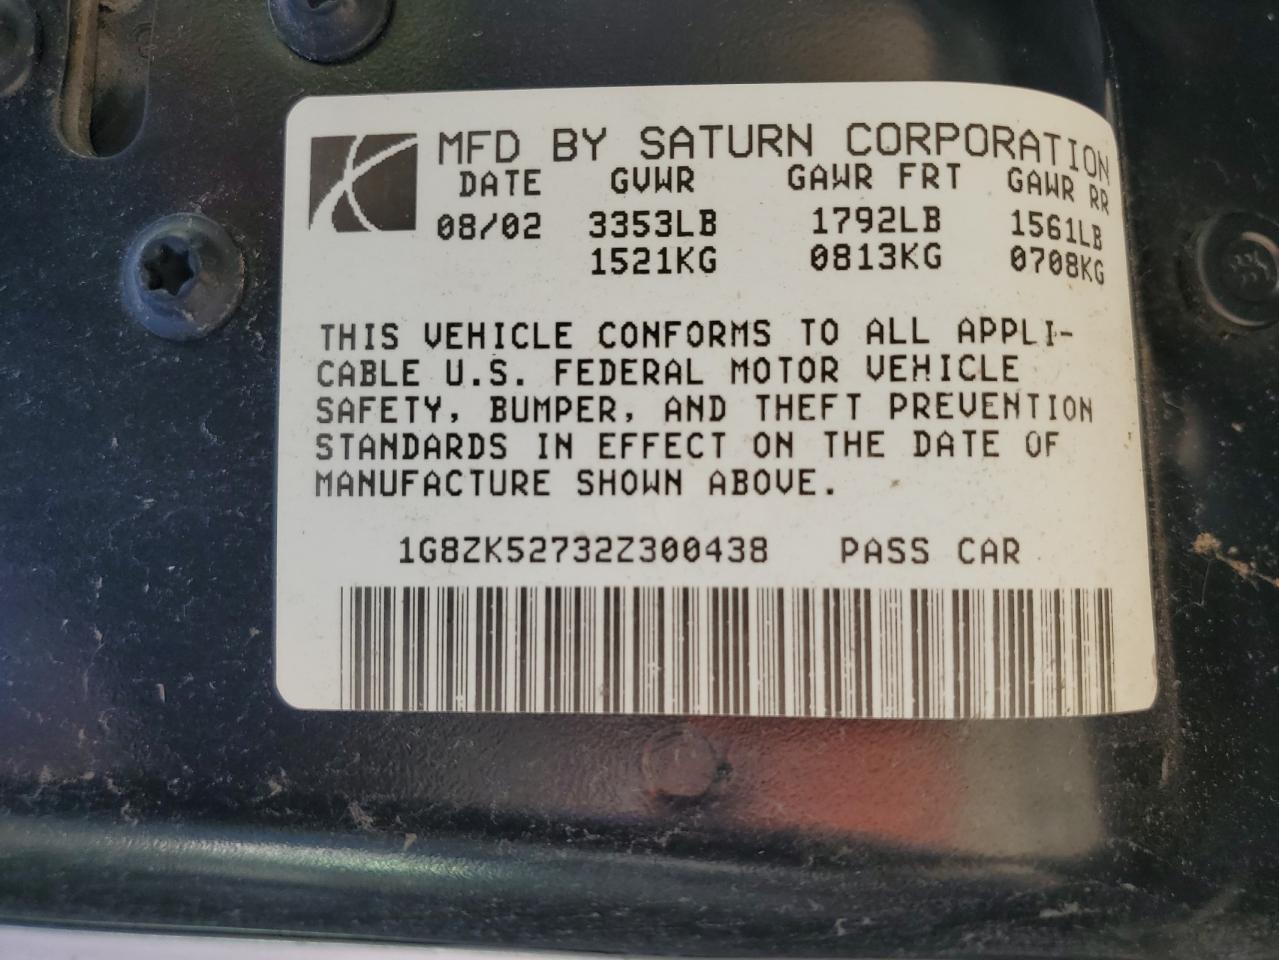 MFD BY SATURN CORPORATION
DATE GVWR GAWR FRT GAWR RR
08/02 3353LB 1792LB 1561LB
1521KG 0813KG 0708KG
THIS VEHICLE CONFORMS TO ALL APPLI-
CABLE U.S. FEDERAL MOTOR VEHICLE
SAFETY, BUMPER, AND THEFT PREVENTION
STANDARDS IN EFFECT ON THE DATE OF
MANUFACTURE SHOWN ABOVE.
1G8ZK52732Z300438 PASS CAR